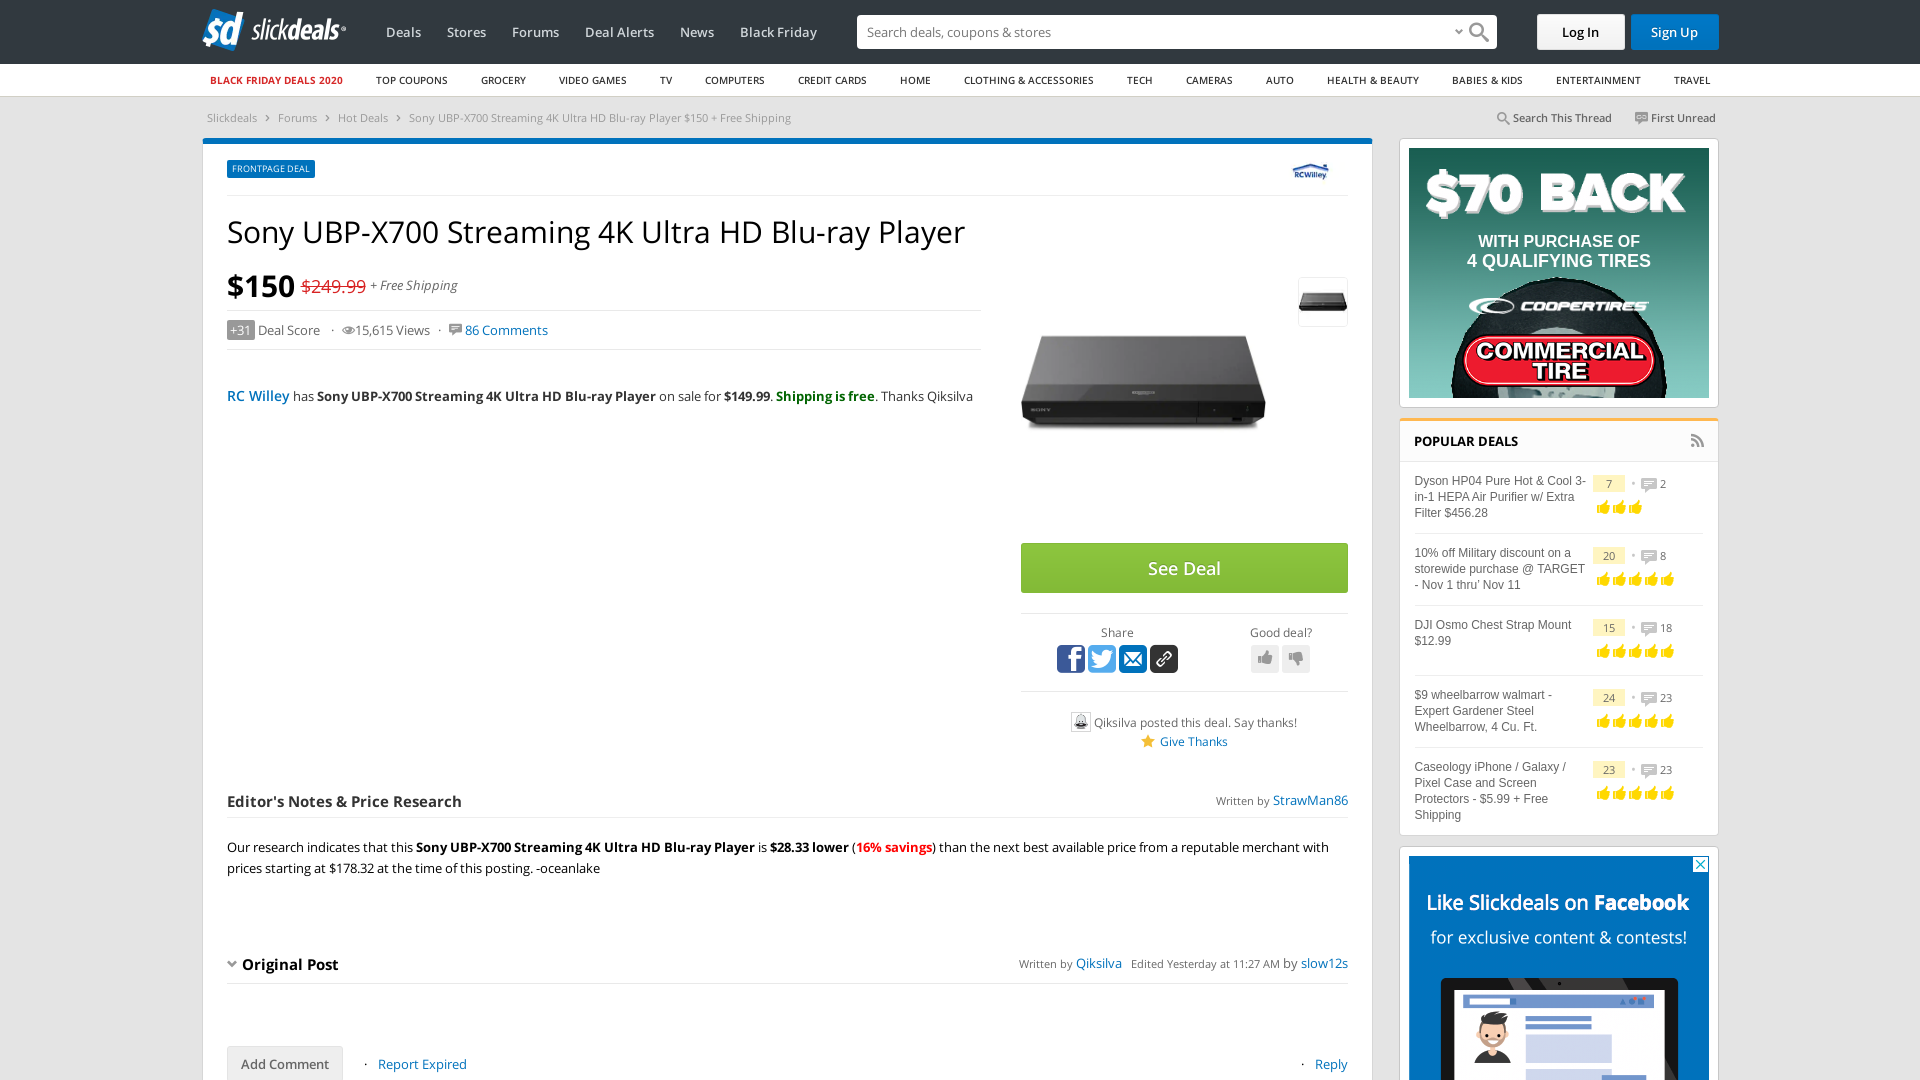 sd slickdeals
Deals Stores Forums Deal Alerts News Black Friday
Search deals, coupons & shops
Log In Sign Up
BLACK FRIDAY DEALS 2020 TOP COUPONS GROCERY VIDEO GAMES TV COMPUTERS CREDIT CARDS HOME CLOTHING & ACCESSORIES TECH CAMERAS AUTO HEALTH & BEAUTY BABIES & KIDS ENTERTAINMENT TRAVEL
Slickdeals › Forums › Hot Deals › Sony UBP-X700 Streaming 4K Ultra HD Blu-ray Player $150 + Free Shipping
Search This Thread First Unread
FRONTPAGE DEAL
RCWilley
Sony UBP-X700 Streaming 4K Ultra HD Blu-ray Player
$150 $249.99 + Free Shipping
+31 Deal Score · 15,615 Views · 86 Comments
RC Willey has Sony UBP-X700 Streaming 4K Ultra HD Blu-ray Player on sale for $149.99. Shipping is free. Thanks Qiksilva
SONY
See Deal
Share
Good deal?
Qiksilva posted this deal. Say thanks!
Give Thanks
Editor's Notes & Price Research
Written by StrawMan86
Our research indicates that this Sony UBP-X700 Streaming 4K Ultra HD Blu-ray Player is $28.33 lower (16% savings) than the next best available price from a reputable merchant with
prices starting at $178.32 at the time of this posting. -oceanlake
Original Post
Written by Qiksilva Edited Yesterday at 11:27 AM by slow12s
Add Comment · Report Expired
· Reply
$70 BACK
WITH PURCHASE OF
4 QUALIFYING TIRES
COOPERTIRES
COMMERCIAL
TIRE
POPULAR DEALS
Dyson HP04 Pure Hot & Cool 3-
in-1 HEPA Air Purifier w/ Extra
Filter $456.28
7 • 2
10% off Military discount on a
storewide purchase @ TARGET
- Nov 1 thru' Nov 11
20 • 8
DJI Osmo Chest Strap Mount
$12.99
15 • 18
$9 wheelbarrow walmart -
Expert Gardener Steel
Wheelbarrow, 4 Cu. Ft.
24 • 23
Caseology iPhone / Galaxy /
Pixel Case and Screen
Protectors - $5.99 + Free
Shipping
23 • 23
Like Slickdeals on Facebook
for exclusive content & contests!